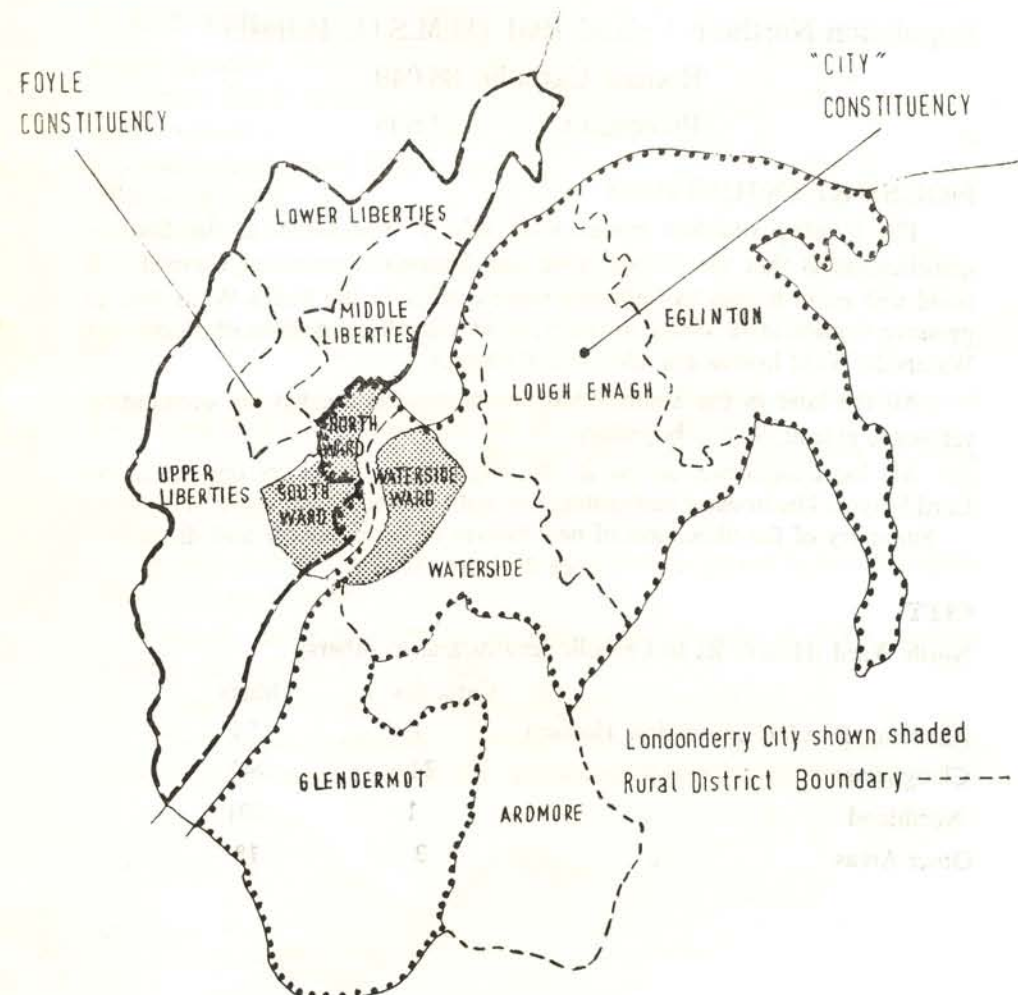 FOYLE
CONSTITUENCY
"CITY"
CONSTITUENCY
LOWER LIBERTIES
MIDDLE
LIBERTIES
EGLINTON
LOUGH ENAGH
NORTH
WARD
UPPER
LIBERTIES
SOUTH
WARD
WATERSIDE
WARD
WATERSIDE
GLENDERMOT
ARDMORE
Londonderry City shown shaded
Rural District Boundary